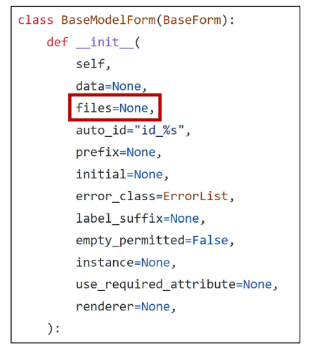 class BaseModelForm(BaseForm):
    def __init__(
        self,
        data=None,
        files=None,
        auto_id="id_%s",
        prefix=None,
        initial=None,
        error_class=ErrorList,
        label_suffix=None,
        empty_permitted=False,
        instance=None,
        use_required_attribute=None,
        renderer=None,
    ):